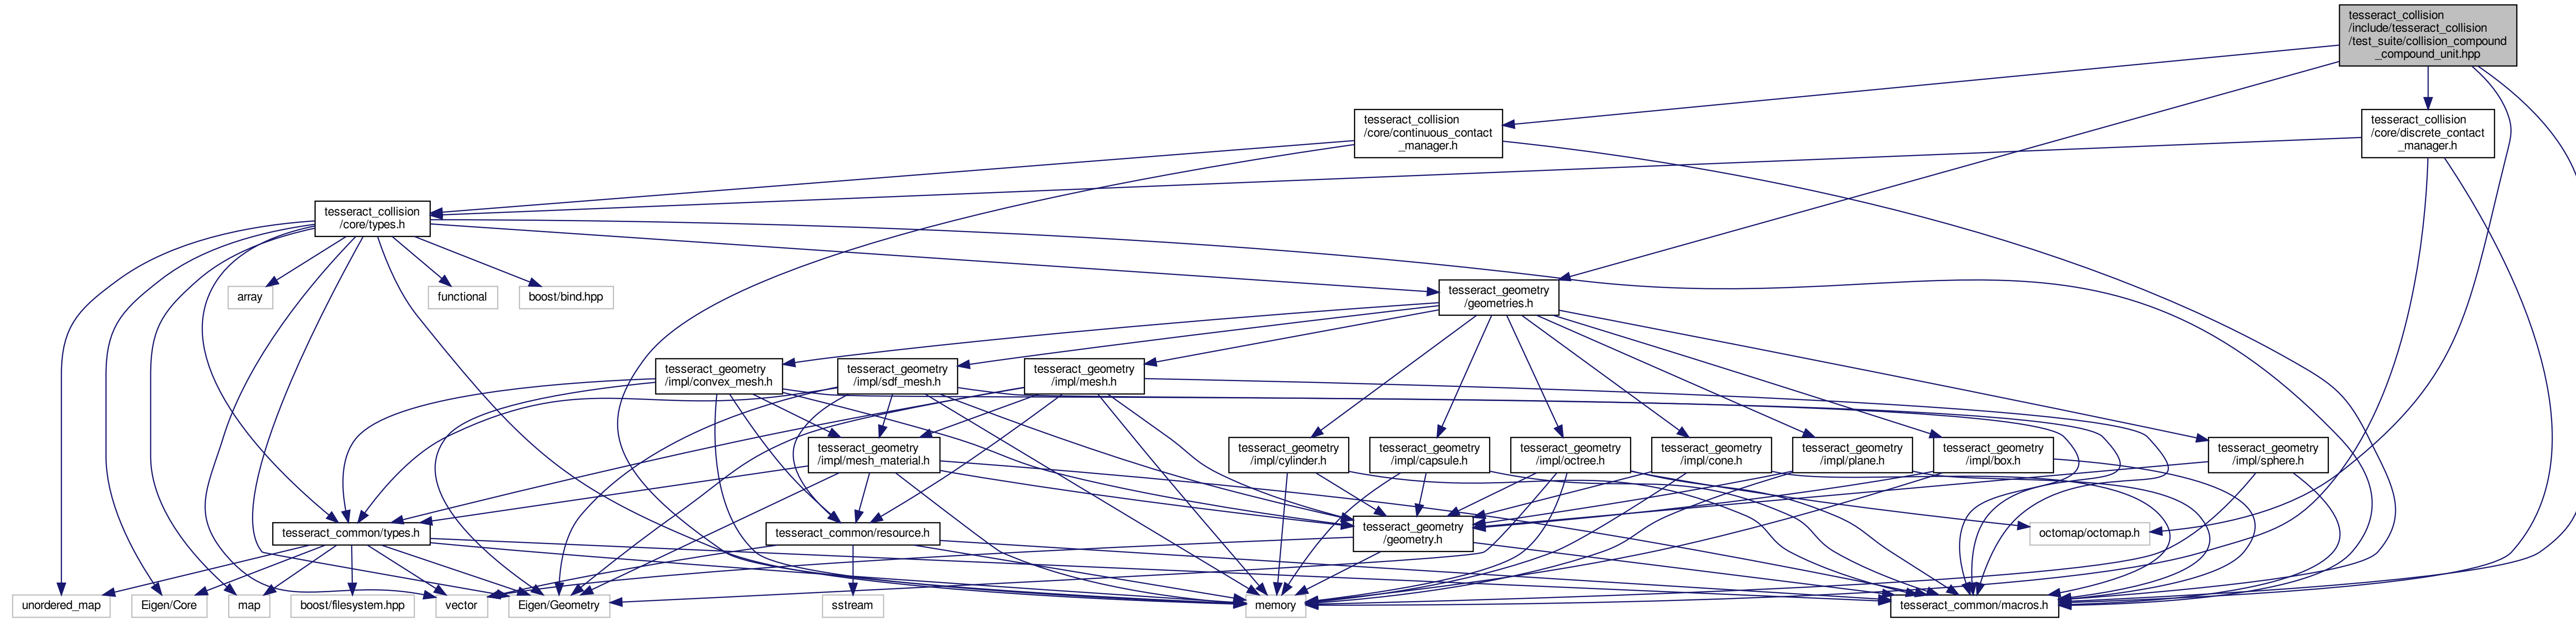 tesseract_collision
/include/tesseract_collision
/test_suite/collision_compound
_compound_unit.hpp
tesseract_collision
/core/continuous_contact
_manager.h
tesseract_collision
/core/discrete_contact
_manager.h
tesseract_collision
/core/types.h
array
functional
boost/bind.hpp
tesseract_geometry
/geometries.h
tesseract_geometry
/impl/convex_mesh.h
tesseract_geometry
/impl/sdf_mesh.h
tesseract_geometry
/impl/mesh.h
tesseract_geometry
/impl/mesh_material.h
tesseract_geometry
/impl/cylinder.h
tesseract_geometry
/impl/capsule.h
tesseract_geometry
/impl/octree.h
tesseract_geometry
/impl/cone.h
tesseract_geometry
/impl/plane.h
tesseract_geometry
/impl/box.h
tesseract_geometry
/impl/sphere.h
tesseract_common/types.h
tesseract_common/resource.h
tesseract_geometry
/geometry.h
octomap/octomap.h
unordered_map
Eigen/Core
map
boost/filesystem.hpp
vector
Eigen/Geometry
sstream
memory
tesseract_common/macros.h